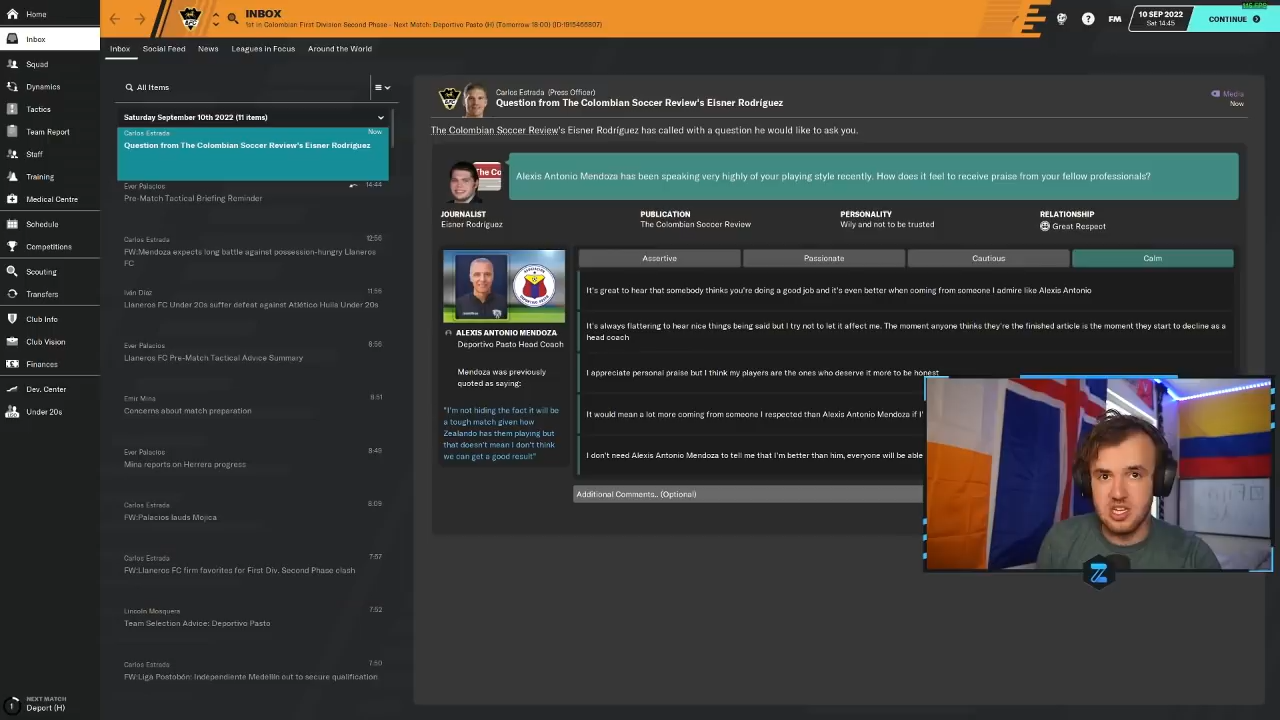 Home
Inbox
Squad
Dynamics
Tactics
Team Report
Staff
Training
Medical Centre
Schedule
Competitions
Scouting
Transfers
Club Info
Club Vision
Finances
Dev. Center
Under 20s
NEXT MATCH
Deport (H)
INBOX
1st in Colombian First Division Second Phase - Next Match: Deportivo Pasto (H) (Tomorrow 18:00) (ID:1915466807)
FM
10 SEP 2022
Sat 14:45
CONTINUE
Inbox
Social Feed
News
Leagues in Focus
Around the World
All Items
Saturday September 10th 2022 (11 items)
Carlos Estrada
Now
Question from The Colombian Soccer Review's Eisner Rodríguez
Ever Palacios
14:44
Pre-Match Tactical Briefing Reminder
Carlos Estrada
12:56
FW:Mendoza expects long battle against possession-hungry Llaneros
FC
Iván Díaz
11:56
Llaneros FC Under 20s suffer defeat against Atlético Huila Under 20s
Ever Palacios
8:56
Llaneros FC Pre-Match Tactical Advice Summary
Emir Mina
8:51
Concerns about match preparation
Ever Palacios
8:49
Mina reports on Herrera progress
Carlos Estrada
8:09
FW:Palacios lauds Mojica
Carlos Estrada
7:57
FW:Llaneros FC firm favorites for First Div. Second Phase clash
Lincoln Mosquera
7:52
Team Selection Advice: Deportivo Pasto
Carlos Estrada
7:50
FW:Liga Postobón: Independiente Medellín out to secure qualification
Carlos Estrada (Press Officer)
Question from The Colombian Soccer Review's Eisner Rodríguez
Media
Now
The Colombian Soccer Review's Eisner Rodríguez has called with a question he would like to ask you.
The Co
Alexis Antonio Mendoza has been speaking very highly of your playing style recently. How does it feel to receive praise from your fellow professionals?
JOURNALIST
Eisner Rodríguez
PUBLICATION
The Colombian Soccer Review
PERSONALITY
Wily and not to be trusted
RELATIONSHIP
Great Respect
ALEXIS ANTONIO MENDOZA
Deportivo Pasto Head Coach
Mendoza was previously
quoted as saying:
"I'm not hiding the fact it will be
a tough match given how
Zealando has them playing but
that doesn't mean I don't think
we can get a good result"
Assertive
Passionate
Cautious
Calm
It's great to hear that somebody thinks you're doing a good job and it's even better when coming from someone I admire like Alexis Antonio
It's always flattering to hear nice things being said but I try not to let it affect me. The moment anyone thinks they're the finished article is the moment they start to decline as a
head coach
I appreciate personal praise but I think my players are the ones who deserve it more to be honest
It would mean a lot more coming from someone I respected than Alexis Antonio Mendoza if I'
I don't need Alexis Antonio Mendoza to tell me that I'm better than him, everyone will be able
Additional Comments.. (Optional)
Z